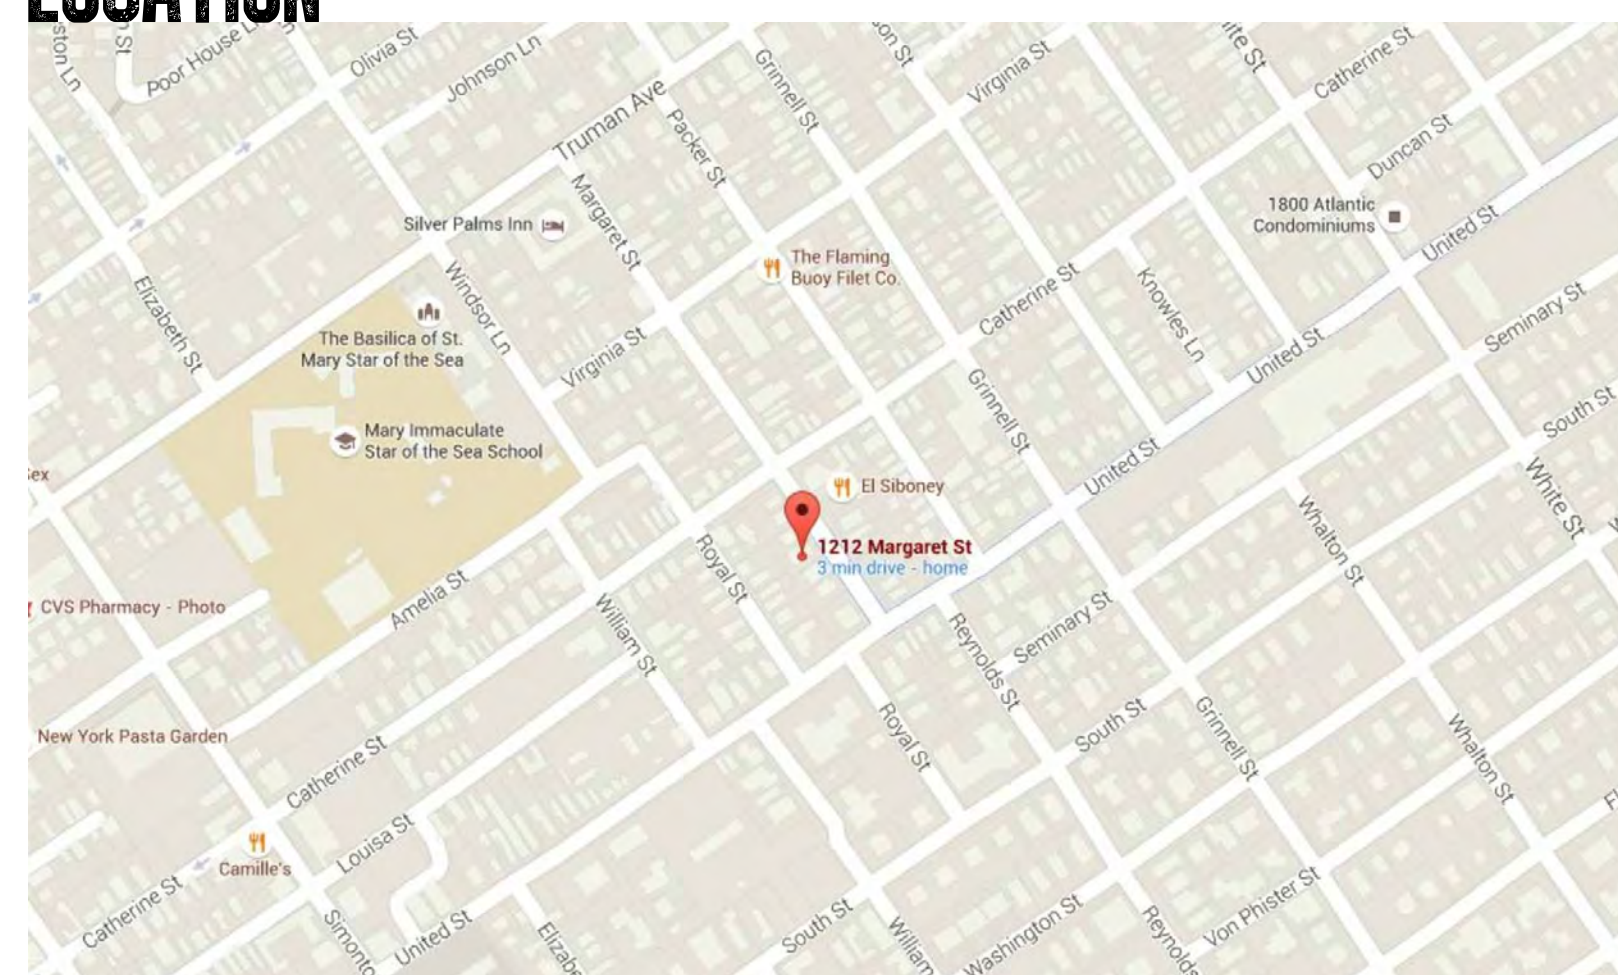 LOCATION
Poor House L
Olivia St
Johnson Ln
Truman Ave
Grinnell St
Packer St
Margaret St
Virginia St
Catherine St
Duncan St
1800 Atlantic
Condominiums
United St
Silver Palms Inn
The Flaming
Buoy Filet Co.
Elizabeth St
Windsor Ln
The Basilica of St.
Mary Star of the Sea
Virginia St
Catherine St
Knowles Ln
United St
Seminary St
Mary Immaculate
Star of the Sea School
Grinnell St
South St
El Siboney
United St
White St
Whalton St
1212 Margaret St
3 min drive - home
Royal St
CVS Pharmacy - Photo
Amelia St
William St
Reynolds St
Seminary St
New York Pasta Garden
Catherine St
Royal St
South St
Grinnell St
Whalton St
Camille's
Louisa St
Catherine St
Simonto
United St
Elizabe
South St
William
Washington St
Reynolds
Von Phister St